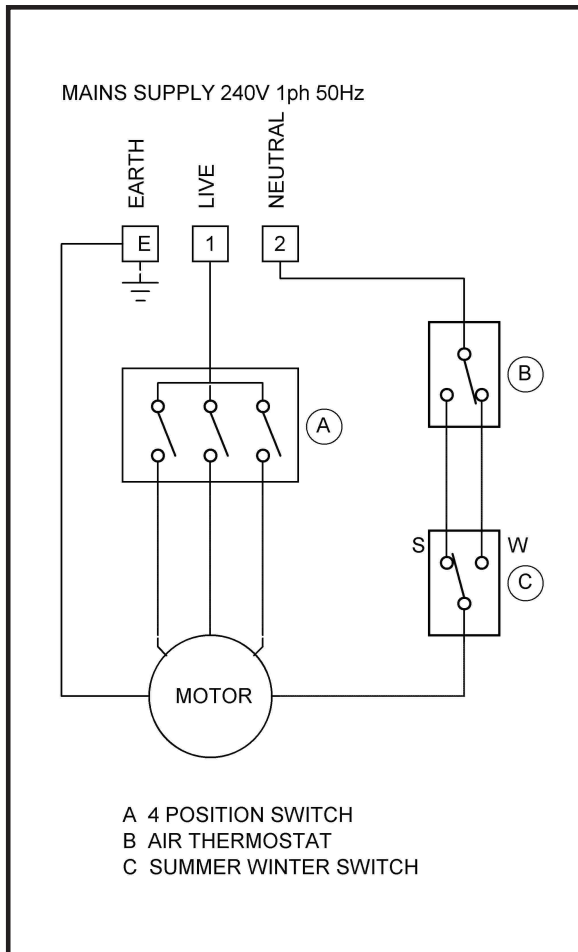 MAINS SUPPLY 240V 1ph 50Hz
EARTH
LIVE
NEUTRAL
E
1
2
B
A
S
W
C
MOTOR
A 4 POSITION SWITCH
B AIR THERMOSTAT
C SUMMER WINTER SWITCH